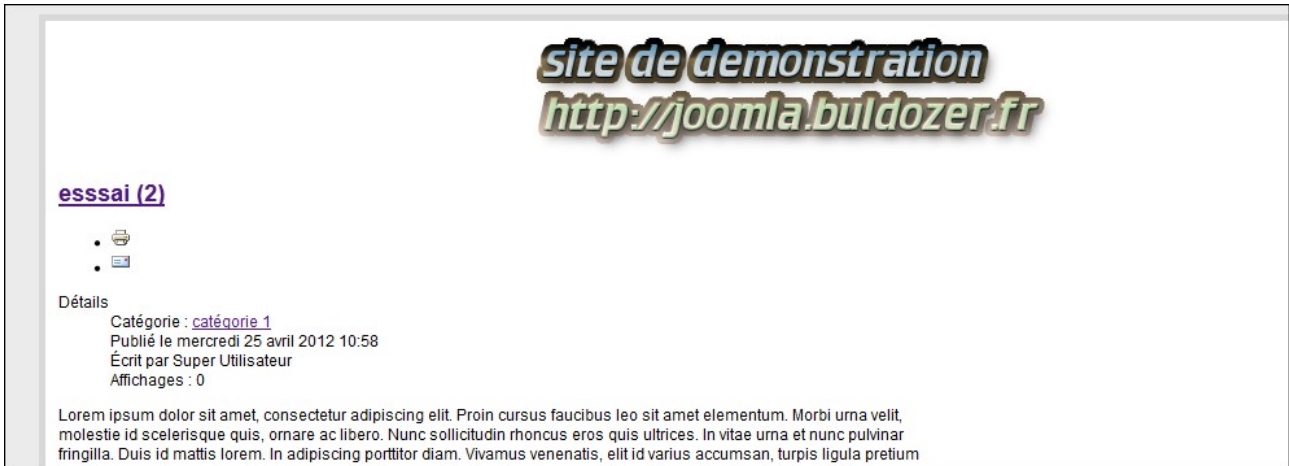 site de demonstration
http://joomla.buldozer.fr
esssai (2)
Détails
Catégorie : catégorie 1
Publié le mercredi 25 avril 2012 10:58
Écrit par Super Utilisateur
Affichages : 0
Lorem ipsum dolor sit amet, consectetur adipiscing elit. Proin cursus faucibus leo sit amet elementum. Morbi urna velit,
molestie id scelerisque quis, ornare ac libero. Nunc sollicitudin rhoncus eros quis ultrices. In vitae urna et nunc pulvinar
fringilla. Duis id mattis lorem. In adipiscing porttitor diam. Vivamus venenatis, elit id varius accumsan, turpis ligula pretium